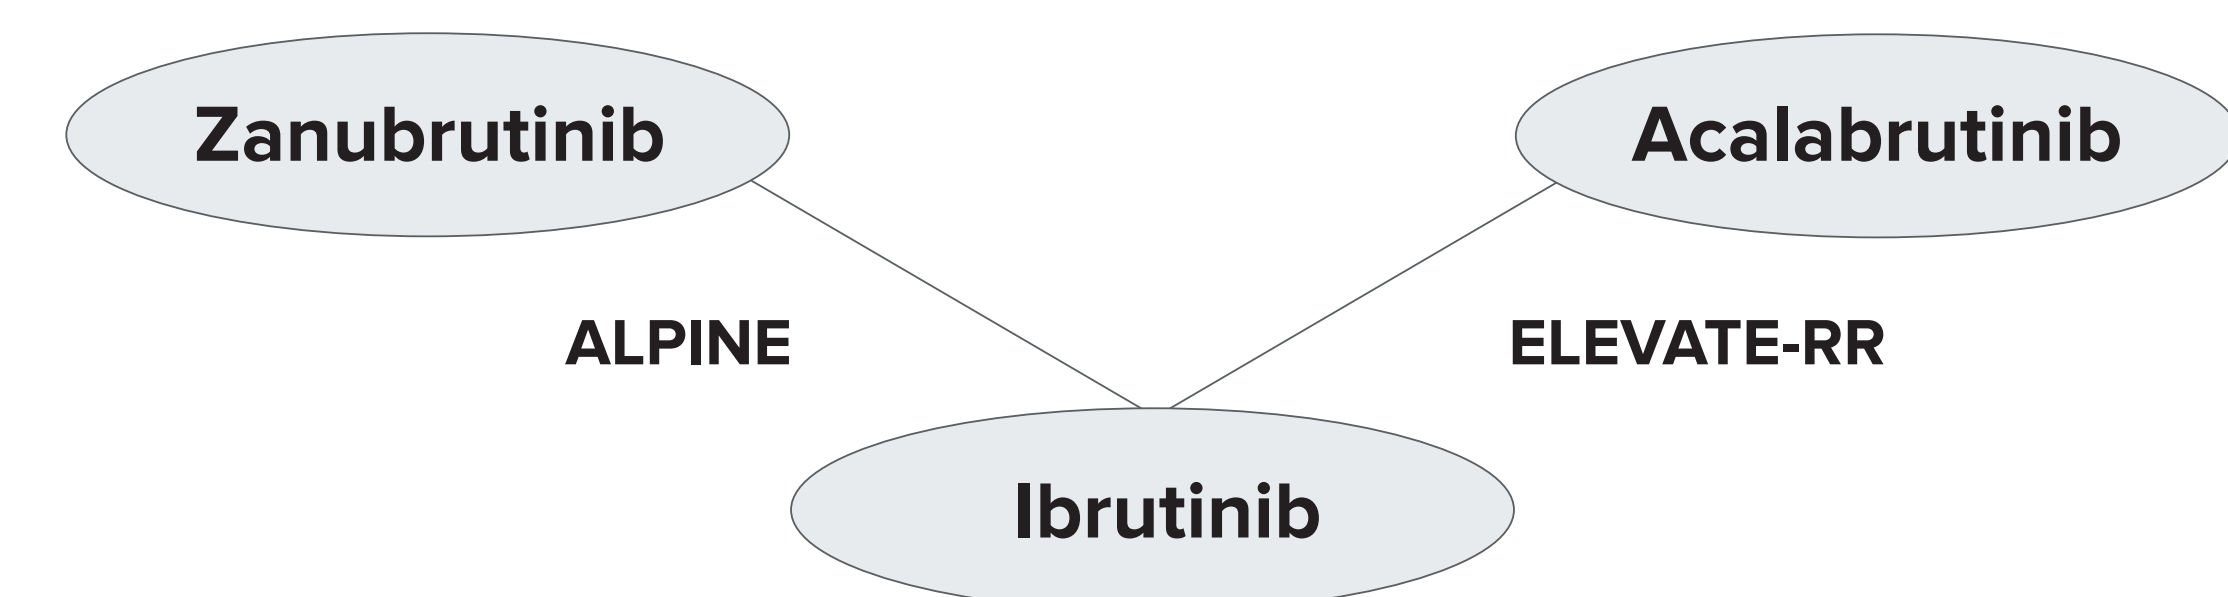 Zanubrutinib
Acalabrutinib
ALPINE
ELEVATE-RR
Ibrutinib